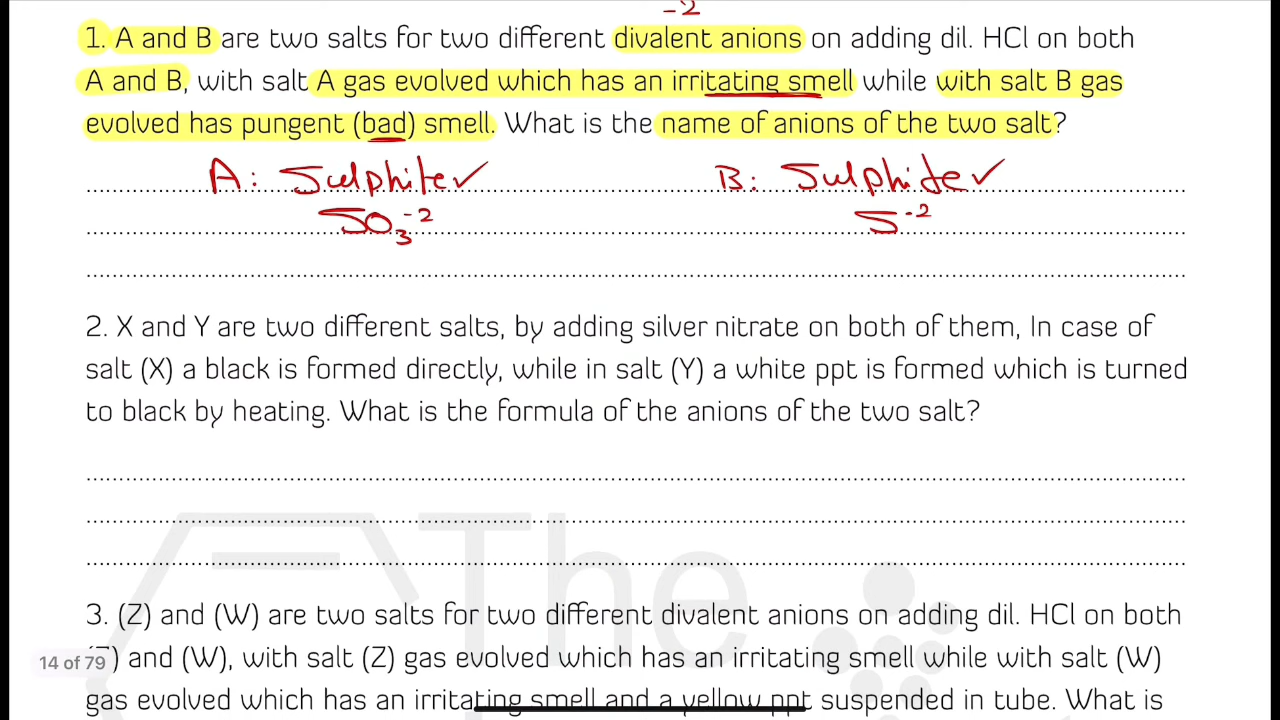 -2
1. A and B are two salts for two different divalent anions on adding dil. HCl on both
A and B, with salt A gas evolved which has an irritating smell while with salt B gas
evolved has pungent (bad) smell. What is the name of anions of the two salt?
A: Sulphite✓ B: Sulphide✓
SO₃⁻² S⁻²
2. X and Y are two different salts, by adding silver nitrate on both of them, In case of
salt (X) a black is formed directly, while in salt (Y) a white ppt is formed which is turned
to black by heating. What is the formula of the anions of the two salt?
The
3. (Z) and (W) are two salts for two different divalent anions on adding dil. HCl on both
14 of 79
) and (W), with salt (Z) gas evolved which has an irritating smell while with salt (W)
gas evolved which has an irritating smell and a yellow ppt suspended in tube. What is